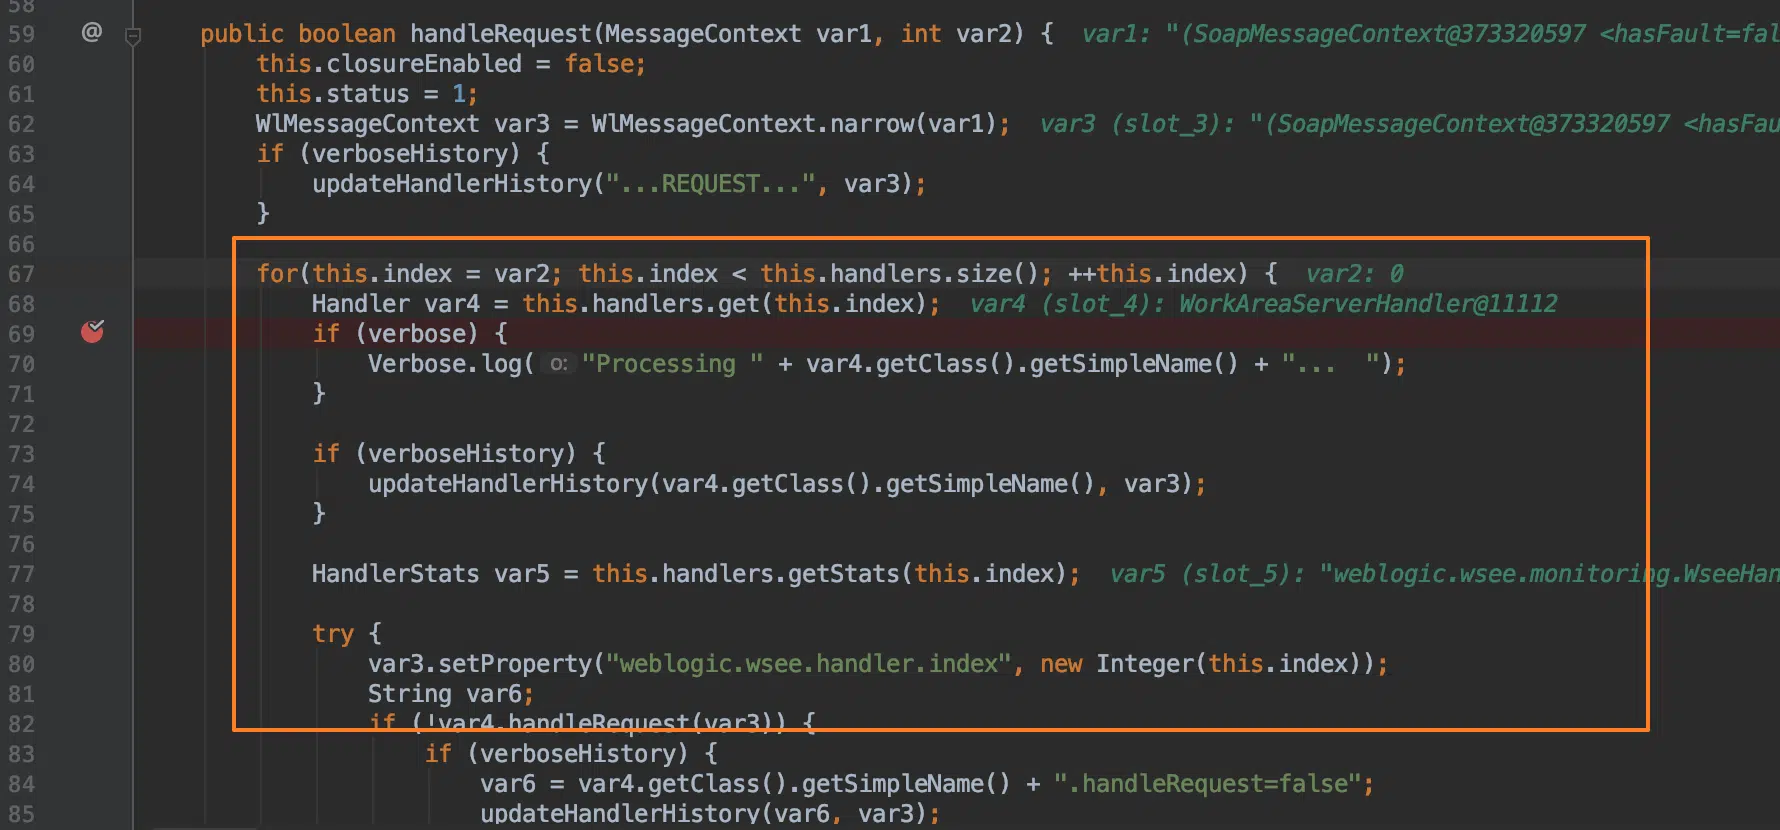 58
59 @ public boolean handleRequest(MessageContext var1, int var2) { var1: "(SoapMessageContext@373320597 <hasFault=fal
60 this.closureEnabled = false;
61 this.status = 1;
62 WlMessageContext var3 = WlMessageContext.narrow(var1); var3 (slot_3): "(SoapMessageContext@373320597 <hasFau
63 if (verboseHistory) {
64 updateHandlerHistory("...REQUEST...", var3);
65 }
66
67 for(this.index = var2; this.index < this.handlers.size(); ++this.index) { var2: 0
68 Handler var4 = this.handlers.get(this.index); var4 (slot_4): WorkAreaServerHandler@11112
69 if (verbose) {
70 Verbose.log( o: "Processing " + var4.getClass().getSimpleName() + "... ");
71 }
72
73 if (verboseHistory) {
74 updateHandlerHistory(var4.getClass().getSimpleName(), var3);
75 }
76
77 HandlerStats var5 = this.handlers.getStats(this.index); var5 (slot_5): "weblogic.wsee.monitoring.WseeHan
78
79 try {
80 var3.setProperty("weblogic.wsee.handler.index", new Integer(this.index));
81 String var6;
82 if (!var4.handleRequest(var3)) {
83 if (verboseHistory) {
84 var6 = var4.getClass().getSimpleName() + ".handleRequest=false";
85 updateHandlerHistory(var6, var3);